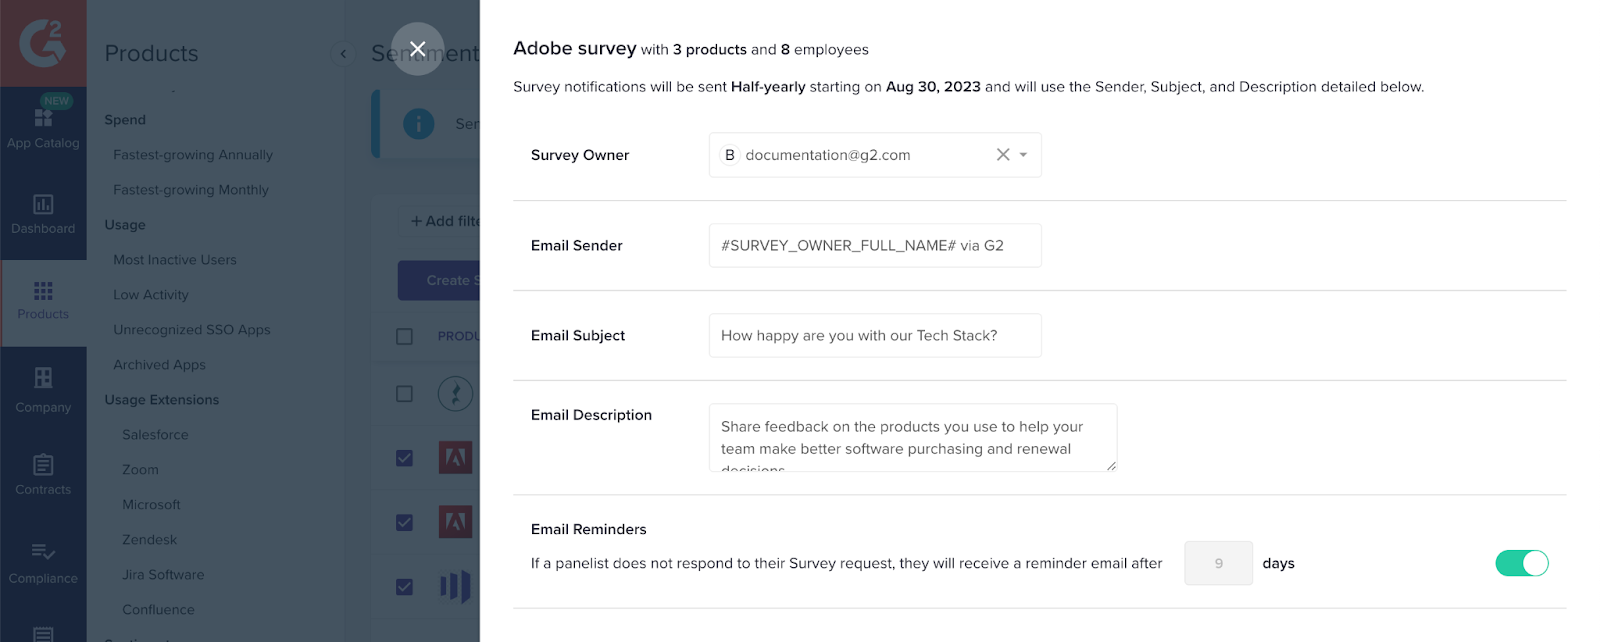 G2
NEW
App Catalog
Dashboard
Products
Company
Contracts
Compliance
Products
Spend
Fastest-growing Annually
Fastest-growing Monthly
Usage
Most Inactive Users
Low Activity
Unrecognized SSO Apps
Archived Apps
Usage Extensions
Salesforce
Zoom
Microsoft
Zendesk
Jira Software
Confluence
Sentiment
Sen
+ Add filte
Create S
PRODU
Adobe survey with 3 products and 8 employees
Survey notifications will be sent Half-yearly starting on Aug 30, 2023 and will use the Sender, Subject, and Description detailed below.
Survey Owner
B documentation@g2.com
Email Sender
#SURVEY_OWNER_FULL_NAME# via G2
Email Subject
How happy are you with our Tech Stack?
Email Description
Share feedback on the products you use to help your
team make better software purchasing and renewal
decisions
Email Reminders
If a panelist does not respond to their Survey request, they will receive a reminder email after 9 days